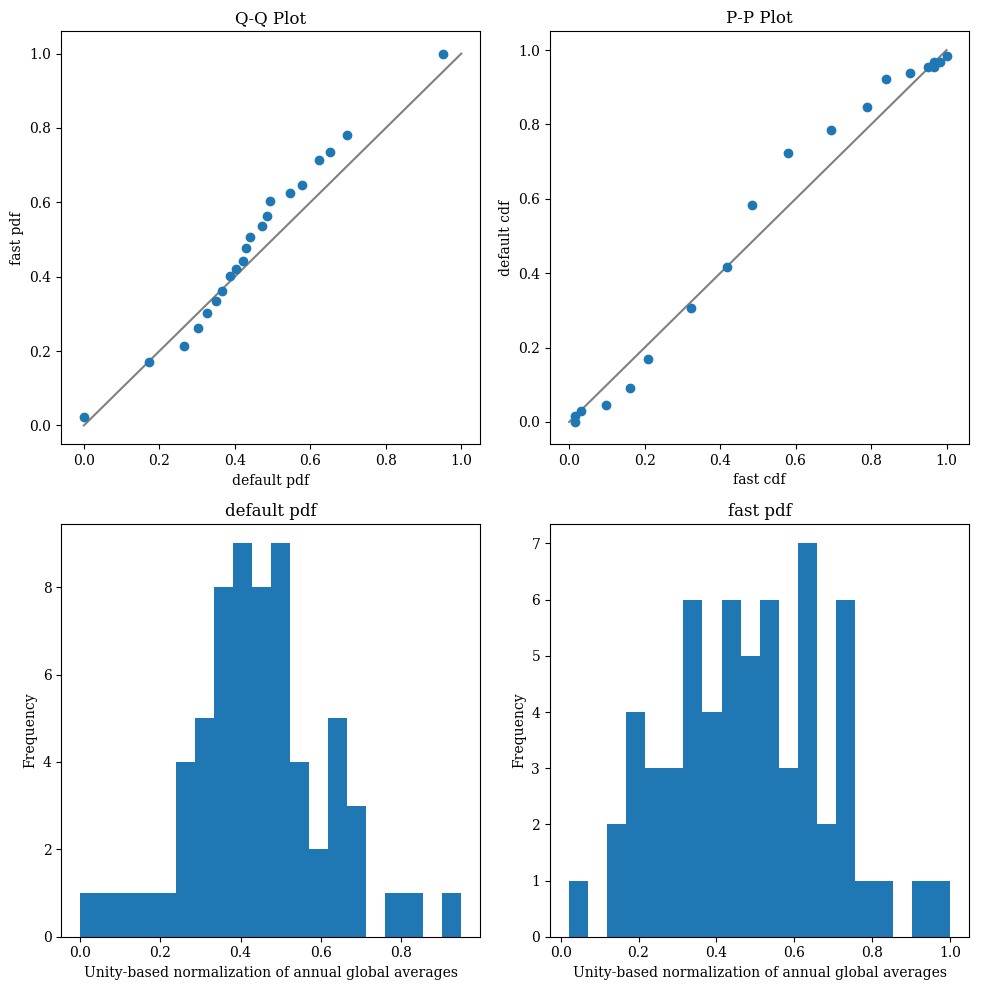 Q-Q Plot
fast pdf
1.0
0.8
0.6
0.4
0.2
0.0
0.0 0.2 0.4 0.6 0.8 1.0
default pdf
P-P Plot
default cdf
1.0
0.8
0.6
0.4
0.2
0.0
0.0 0.2 0.4 0.6 0.8 1.0
fast cdf
default pdf
Frequency
8
6
4
2
0
0.0 0.2 0.4 0.6 0.8
Unity-based normalization of annual global averages
fast pdf
Frequency
7
6
5
4
3
2
1
0
0.0 0.2 0.4 0.6 0.8 1.0
Unity-based normalization of annual global averages